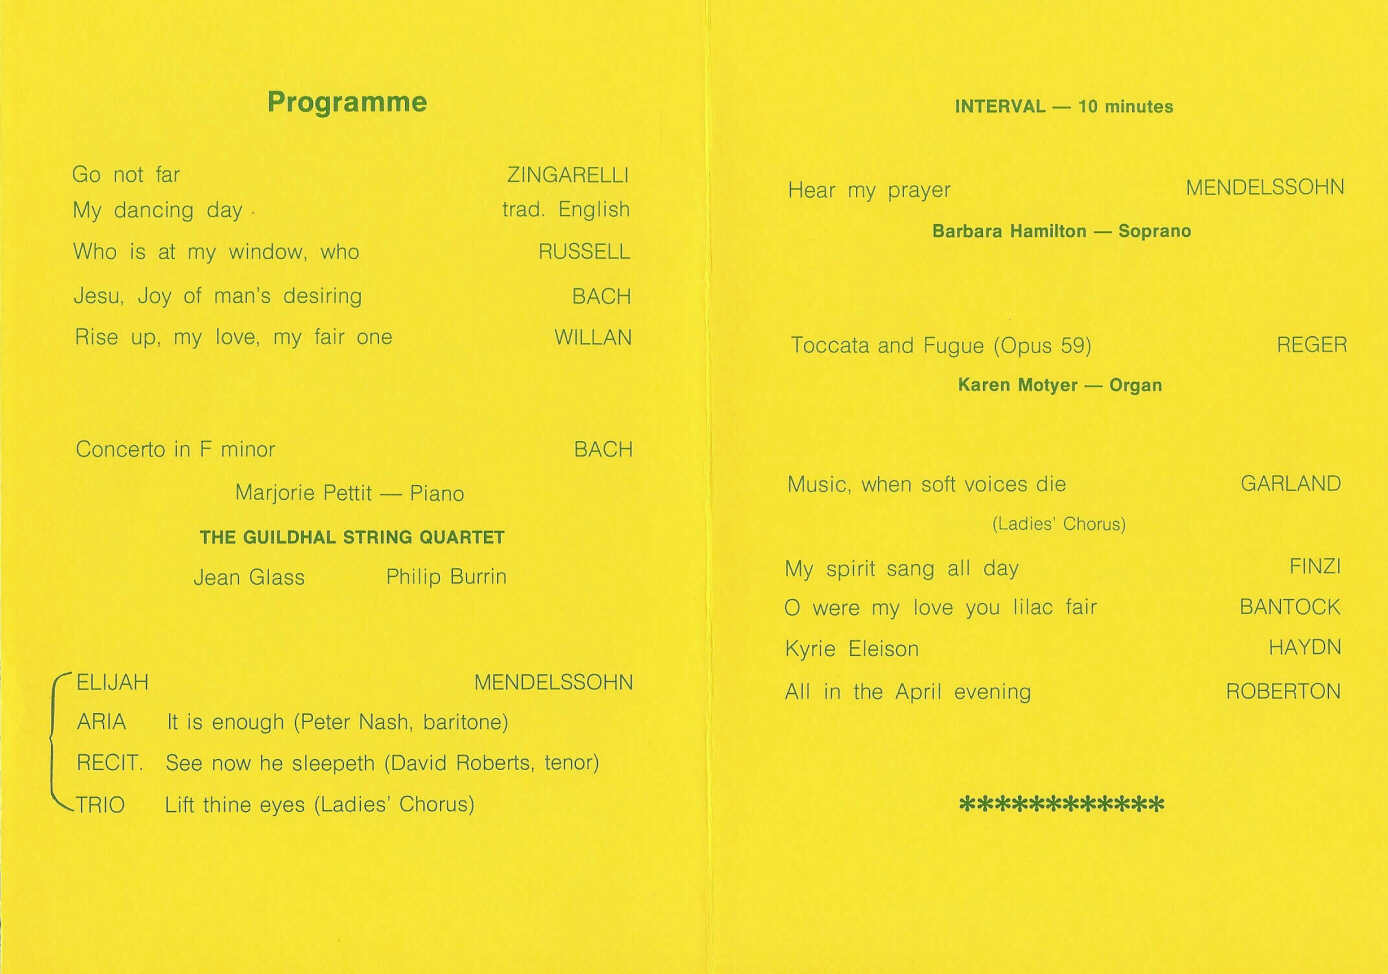 Programme
Go not far ZINGARELLI
My dancing day trad. English
Who is at my window, who RUSSELL
Jesu, Joy of man's desiring BACH
Rise up, my love, my fair one WILLAN
Concerto in F minor BACH
Marjorie Pettit — Piano
THE GUILDHAL STRING QUARTET
Jean Glass Philip Burrin
ELIJAH MENDELSSOHN
ARIA It is enough (Peter Nash, baritone)
RECIT. See now he sleepeth (David Roberts, tenor)
TRIO Lift thine eyes (Ladies' Chorus)
INTERVAL — 10 minutes
Hear my prayer MENDELSSOHN
Barbara Hamilton — Soprano
Toccata and Fugue (Opus 59) REGER
Karen Motyer — Organ
Music, when soft voices die GARLAND
(Ladies' Chorus)
My spirit sang all day FINZI
O were my love you lilac fair BANTOCK
Kyrie Eleison HAYDN
All in the April evening ROBERTON
************